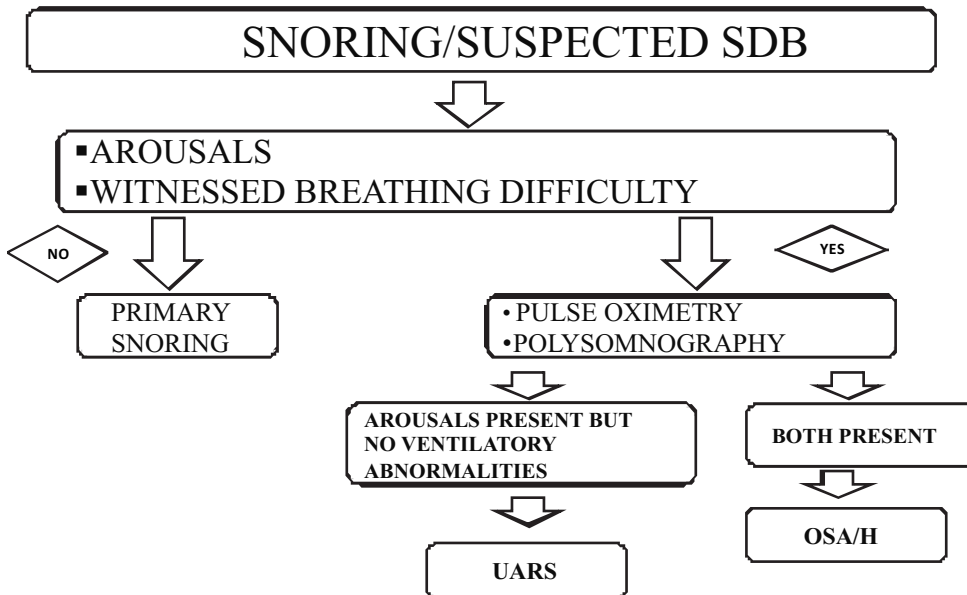 SNORING/SUSPECTED SDB
▪AROUSALS
▪WITNESSED BREATHING DIFFICULTY
NO
YES
PRIMARY
SNORING
• PULSE OXIMETRY
•POLYSOMNOGRAPHY
AROUSALS PRESENT BUT
NO VENTILATORY
ABNORMALITIES
BOTH PRESENT
OSA/H
UARS